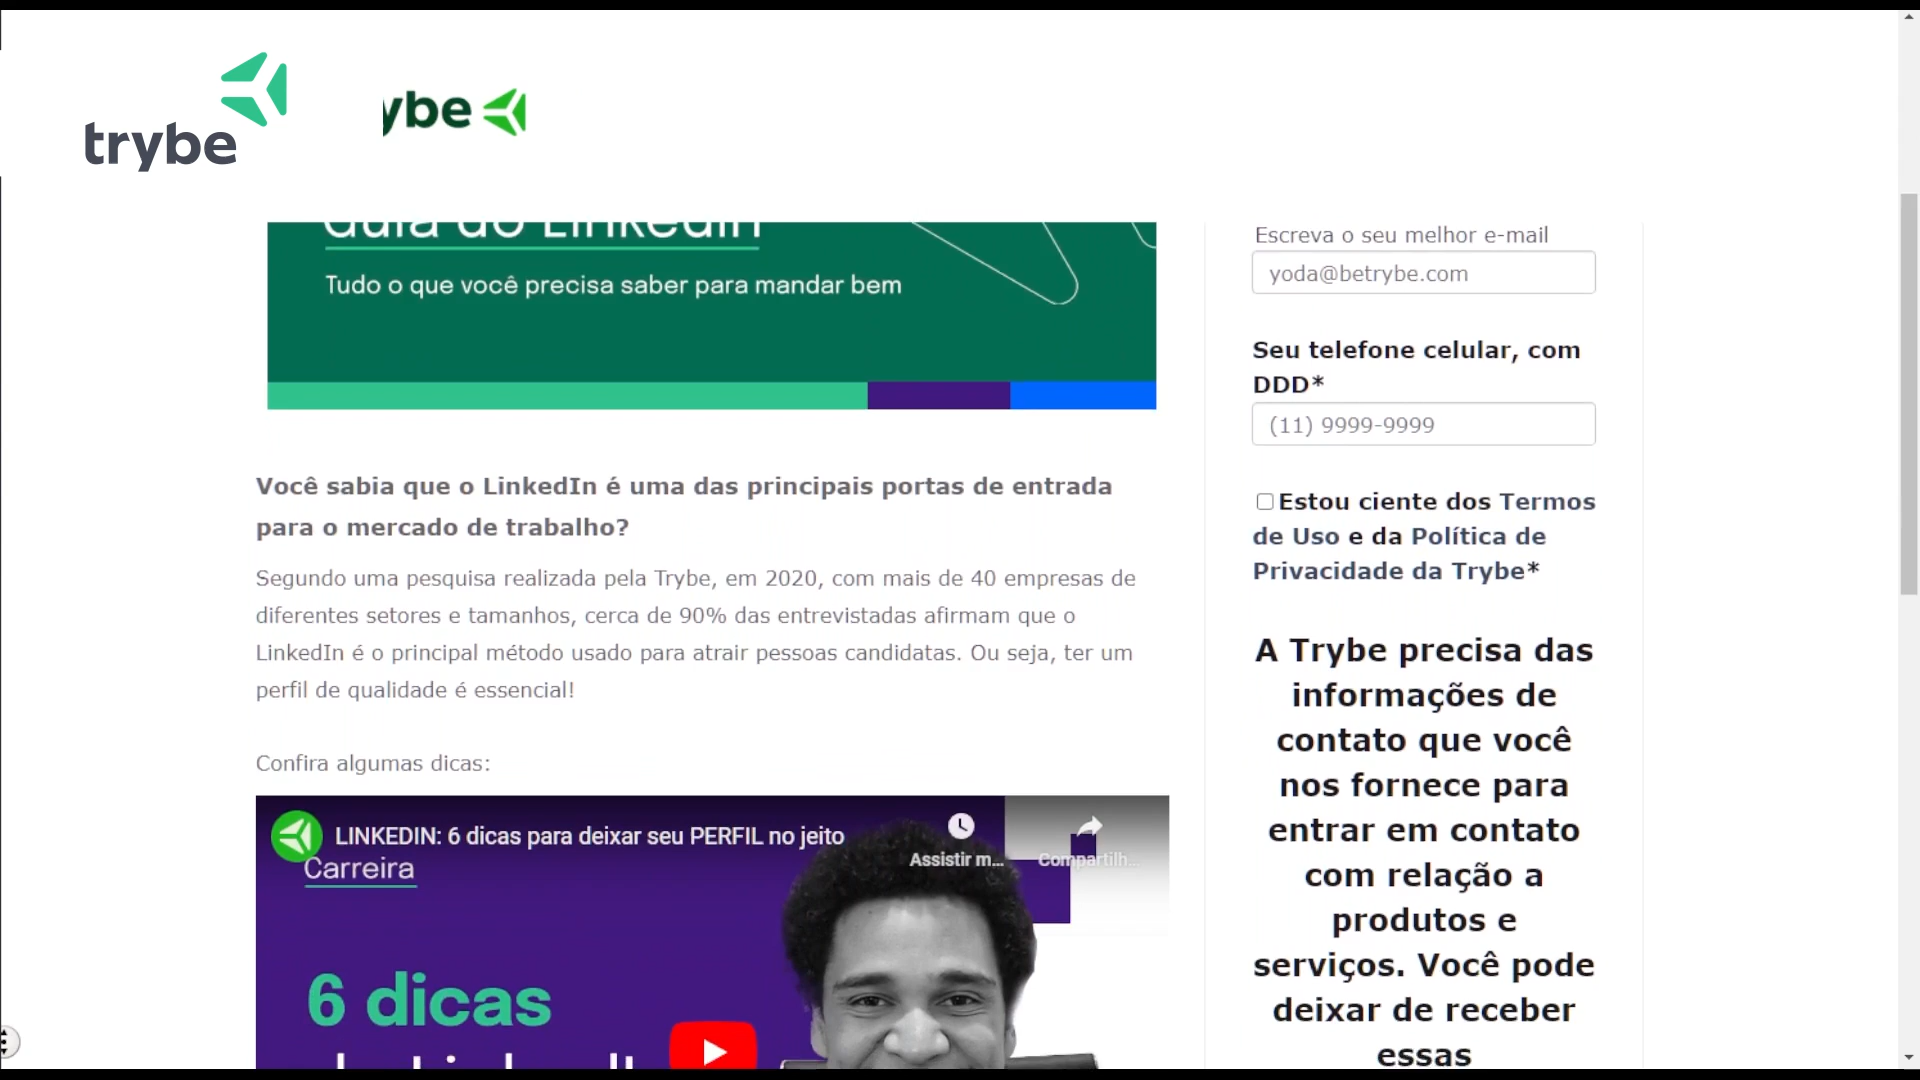 trybe
ybe
Guia do LinkedIn
Tudo o que você precisa saber para mandar bem
Você sabia que o LinkedIn é uma das principais portas de entrada
para o mercado de trabalho?
Segundo uma pesquisa realizada pela Trybe, em 2020, com mais de 40 empresas de
diferentes setores e tamanhos, cerca de 90% das entrevistadas afirmam que o
LinkedIn é o principal método usado para atrair pessoas candidatas. Ou seja, ter um
perfil de qualidade é essencial!
Confira algumas dicas:
LINKEDIN: 6 dicas para deixar seu PERFIL no jeito
Assistir m...
Compartilh...
Carreira
6 dicas
Escreva o seu melhor e-mail
yoda@betrybe.com
Seu telefone celular, com
DDD*
(11) 9999-9999
Estou ciente dos Termos
de Uso e da Política de
Privacidade da Trybe*
A Trybe precisa das
informações de
contato que você
nos fornece para
entrar em contato
com relação a
produtos e
serviços. Você pode
deixar de receber
essas